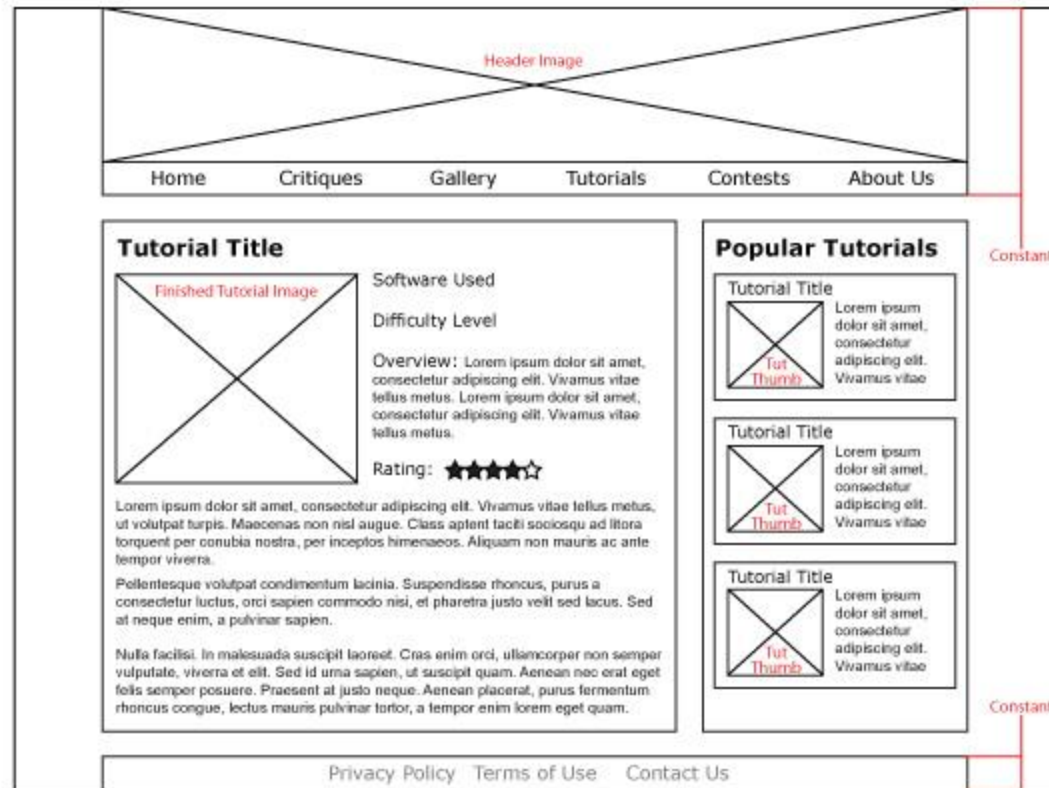 Header Image
Home Critiques Gallery Tutorials Contests About Us
Constant
Tutorial Title
Finished Tutorial Image
Software Used
Difficulty Level
Overview: Lorem ipsum dolor sit amet,
consectetur adipiscing elit. Vivamus vitae
tellus metus. Lorem ipsum dolor sit amet,
consectetur adipiscing elit. Vivamus vitae
tellus metus.
Rating:
Lorem ipsum dolor sit amet, consectetur adipiscing elit. Vivamus vitae tellus metus,
ut volutpat turpis. Maecenas non nisl augue. Class aptent taciti sociosqu ad litora
torquent per conubia nostra, per inceptos himenaeos. Aliquam non mauris ac ante
tempor viverra.
Pellentesque volutpat condimentum lacinia. Suspendisse rhoncus, purus a
consectetur luctus, orci sapien commodo nisi, et pharetra justo velit sed lacus. Sed
at neque enim, a pulvinar sapien.
Nulla facilisi. In malesuada suscipit laoreet. Cras enim orci, ullamcorper non semper
vulputate, viverra et elit. Sed id urna sapien, ut suscipit quam. Aenean nec erat eget
felis semper posuere. Praesent at justo neque. Aenean placerat, purus fermentum
rhoncus congue, lectus mauris pulvinar tortor, a tempor enim lorem eget quam.
Popular Tutorials
Tutorial Title
Tut
Thumb
Lorem ipsum
dolor sit amet,
consectetur
adipiscing elit.
Vivamus vitae
Tutorial Title
Tut
Thumb
Lorem ipsum
dolor sit amet,
consectetur
adipiscing elit.
Vivamus vitae
Tutorial Title
Tut
Thumb
Lorem ipsum
dolor sit amet,
consectetur
adipiscing elit.
Vivamus vitae
Constant
Privacy Policy Terms of Use Contact Us